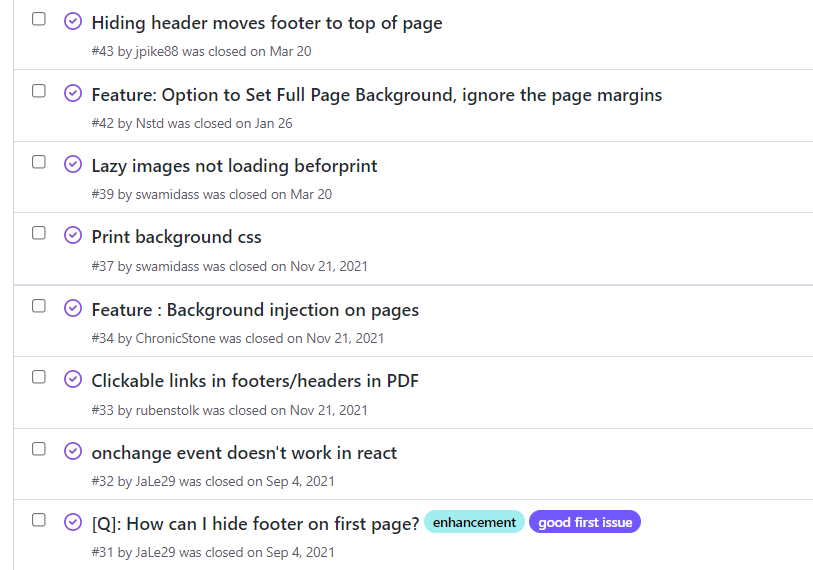 Hiding header moves footer to top of page
#43 by jpike88 was closed on Mar 20
Feature: Option to Set Full Page Background, ignore the page margins
#42 by Nstd was closed on Jan 26
Lazy images not loading beforprint
#39 by swamidass was closed on Mar 20
Print background css
#37 by swamidass was closed on Nov 21, 2021
Feature : Background injection on pages
#34 by ChronicStone was closed on Nov 21, 2021
Clickable links in footers/headers in PDF
#33 by rubenstolk was closed on Nov 21, 2021
onchange event doesn't work in react
#32 by JaLe29 was closed on Sep 4, 2021
[Q]: How can I hide footer on first page? enhancement good first issue
#31 by JaLe29 was closed on Sep 4, 2021